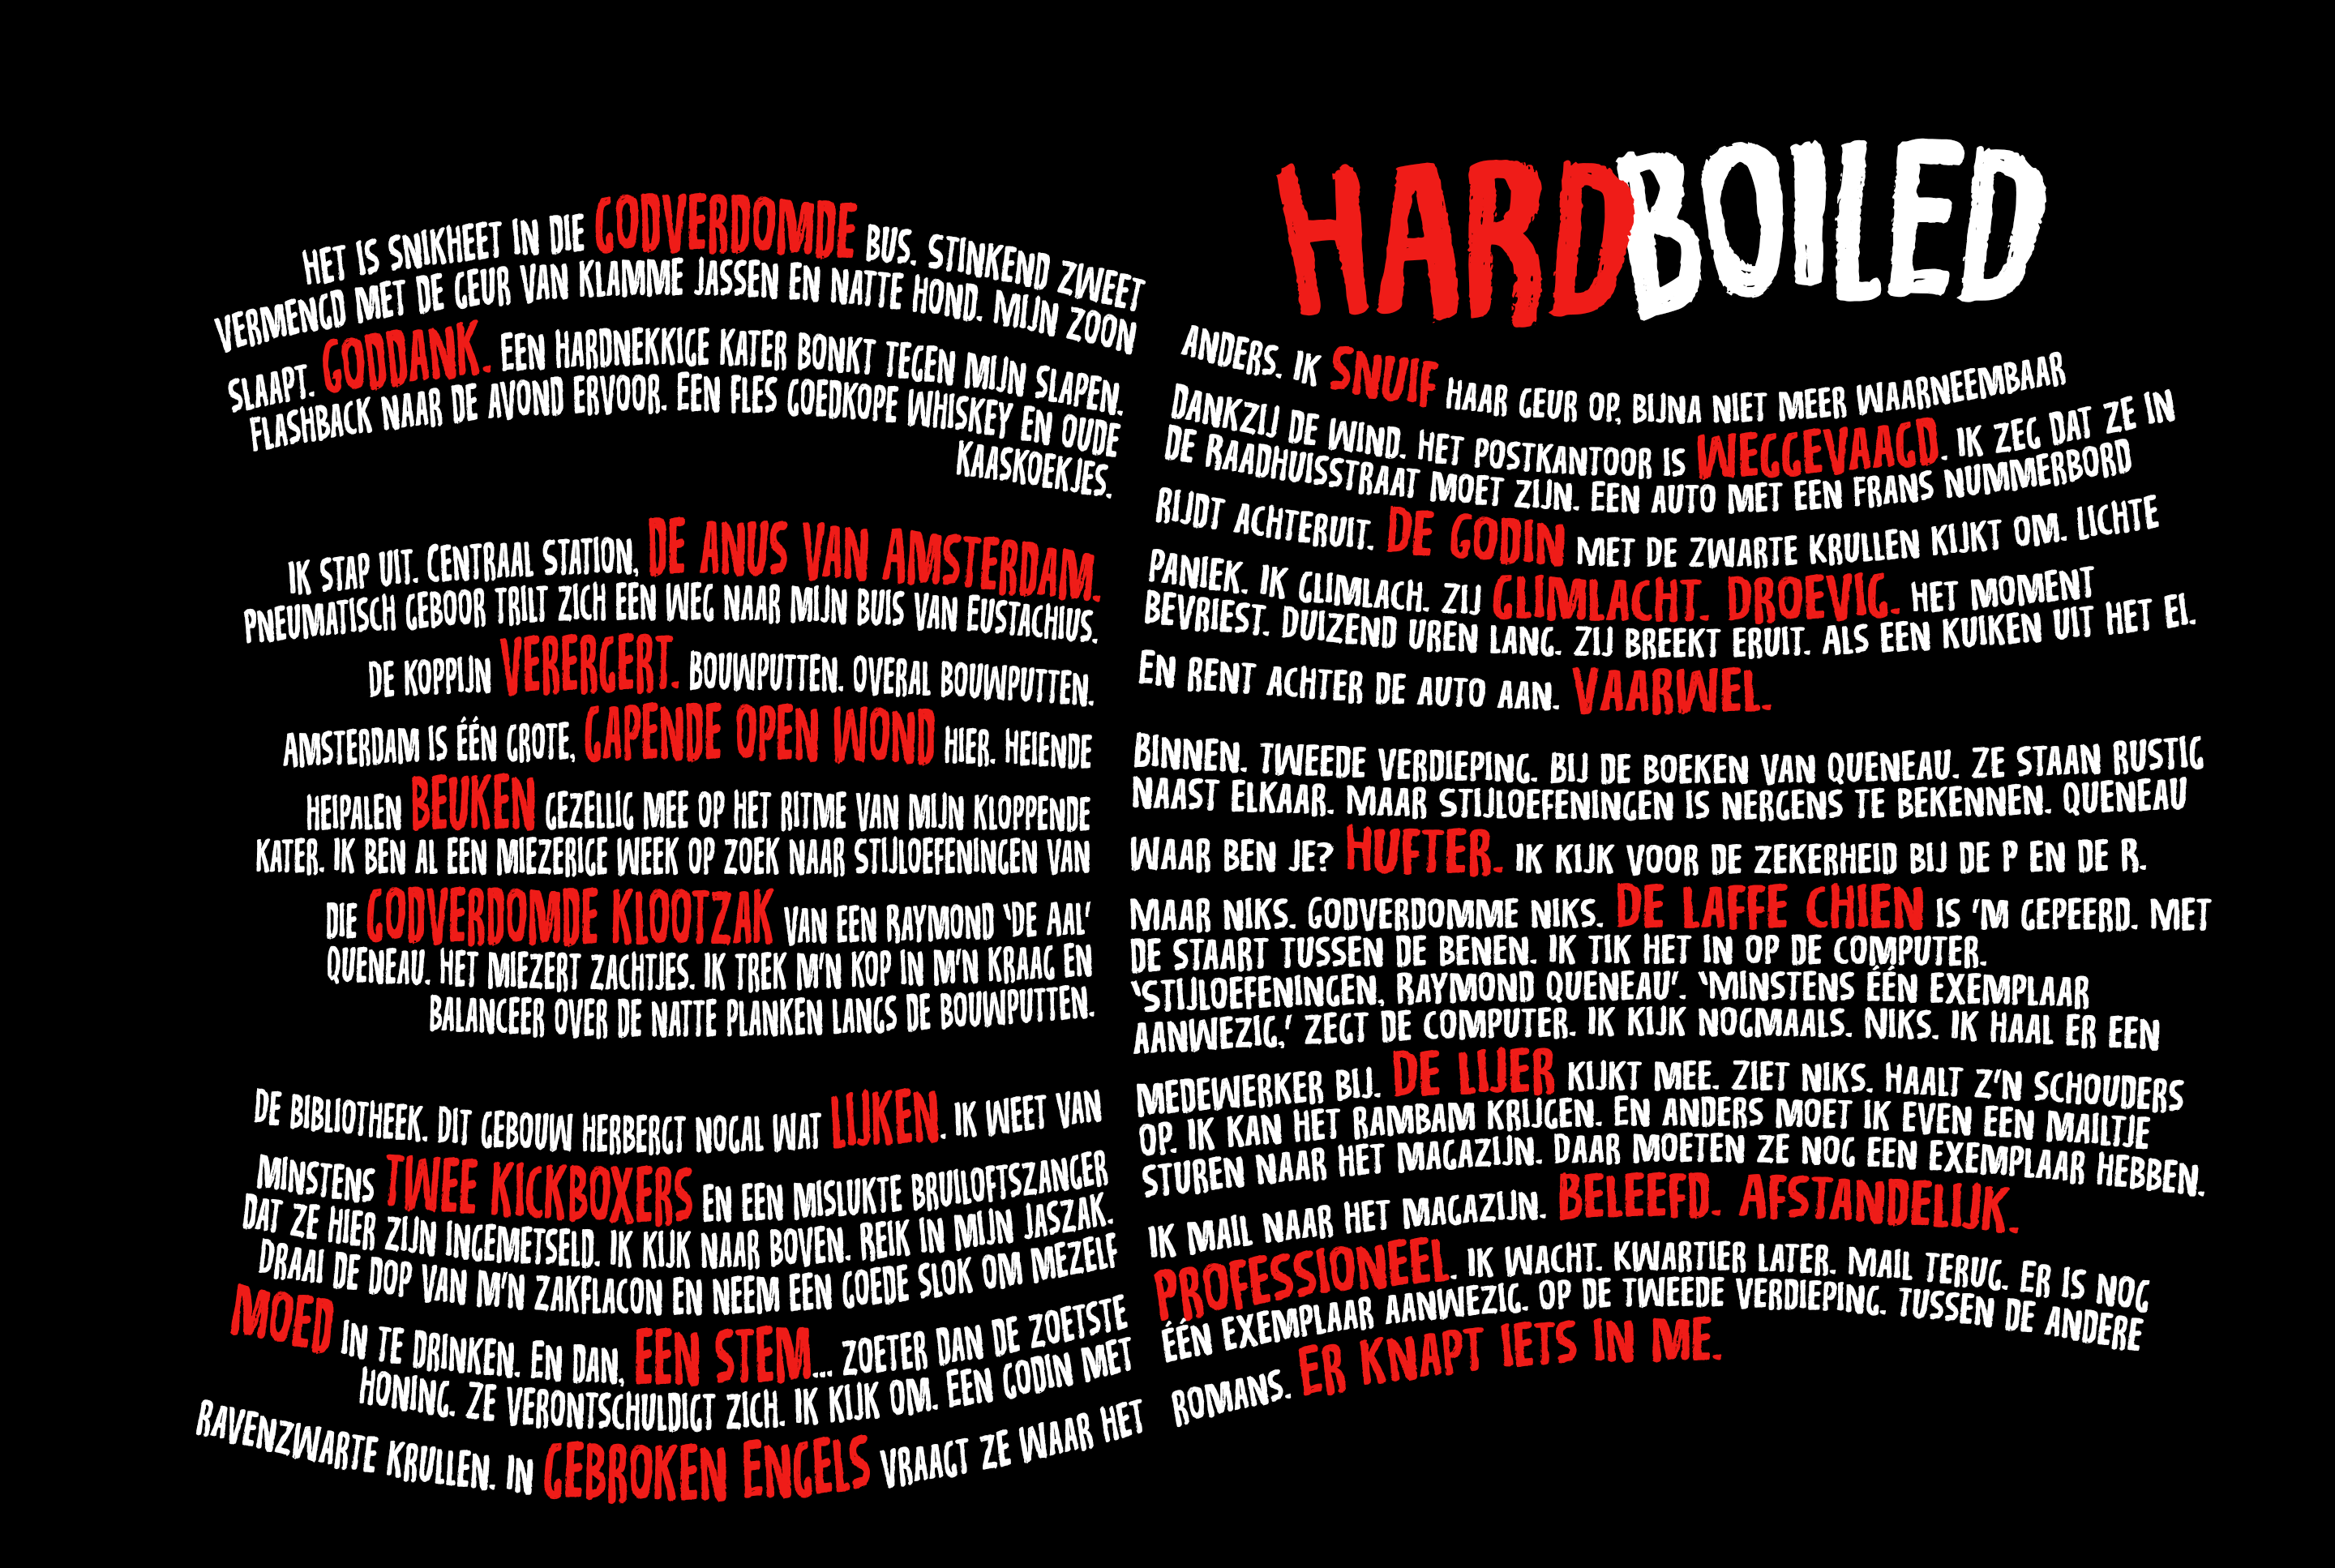 HARDBOILED
HET IS SNIKHEET IN DIE GODVERDOMDE BUS. STINKEND ZWEET
VERMENGD MET DE GEUR VAN KLAMME JASSEN EN NATTE HOND. MIJN ZOON
SLAAPT. GODDANK. EEN HARDNEKKIGE KATER BONKT TEGEN MIJN SLAPEN.
FLASHBACK NAAR DE AVOND ERVOOR. EEN FLES GOEDKOPE WHISKEY EN OUDE
KAASKOEKJES.
IK STAP UIT. CENTRAAL STATION, DE ANUS VAN AMSTERDAM.
PNEUMATISCH GEBOOR TRILT ZICH EEN WEG NAAR MIJN BUIS VAN EUSTACHIUS.
DE KOPPIJN VERERGERT. BOUWPUTTEN. OVERAL BOUWPUTTEN.
AMSTERDAM IS ÉÉN GROTE, GAPENDE OPEN WOND HIER. HEIENDE
HEIPALEN BEUKEN GEZELLIG MEE OP HET RITME VAN MIJN KLOPPENDE
KATER. IK BEN AL EEN MIEZERIGE WEEK OP ZOEK NAAR STIJLOEFENINGEN VAN
DIE GODVERDOMDE KLOOTZAK VAN EEN RAYMOND 'DE AAL'
QUENEAU. HET MIEZERT ZACHTJES. IK TREK M'N KOP IN M'N KRAAG EN
BALANCEER OVER DE NATTE PLANKEN LANGS DE BOUWPUTTEN.
DE BIBLIOTHEEK. DIT GEBOUW HERBERGT NOGAL WAT LIJKEN. IK WEET VAN
MINSTENS TWEE KICKBOXERS EN EEN MISLUKTE BRUILOFTSZANGER
DAT ZE HIER ZIJN INGEMETSELD. IK KIJK NAAR BOVEN. REIK IN MIJN JASZAK.
DRAAI DE DOP VAN M'N ZAKFLACON EN NEEM EEN GOEDE SLOK OM MEZELF
MOED IN TE DRINKEN. EN DAN, EEN STEM... ZOETER DAN DE ZOETSTE
HONING. ZE VERONTSCHULDIGT ZICH. IK KIJK OM. EEN GODIN MET
RAVENZWARTE KRULLEN. IN GEBROKEN ENGELS VRAAGT ZE WAAR HET
ANDERS. IK SNUIF HAAR GEUR OP, BIJNA NIET MEER WAARNEEMBAAR
DANKZIJ DE WIND. HET POSTKANTOOR IS WEGGEVAAGD. IK ZEG DAT ZE IN
DE RAADHUISSTRAAT MOET ZIJN. EEN AUTO MET EEN FRANS NUMMERBORD
RIJDT ACHTERUIT. DE GODIN MET DE ZWARTE KRULLEN KIJKT OM. LICHTE
PANIEK. IK GLIMLACH. ZIJ GLIMLACHT. DROEVIG. HET MOMENT
BEVRIEST. DUIZEND UREN LANG. ZIJ BREEKT ERUIT. ALS EEN KUIKEN UIT HET EI.
EN RENT ACHTER DE AUTO AAN. VAARWEL.
BINNEN. TWEEDE VERDIEPING. BIJ DE BOEKEN VAN QUENEAU. ZE STAAN RUSTIG
NAAST ELKAAR. MAAR STIJLOEFENINGEN IS NERGENS TE BEKENNEN. QUENEAU
WAAR BEN JE? HUFTER. IK KIJK VOOR DE ZEKERHEID BIJ DE P EN DE R.
MAAR NIKS. GODVERDOMME NIKS. DE LAFFE CHIEN IS 'M GEPEERD. MET
DE STAART TUSSEN DE BENEN. IK TIK HET IN OP DE COMPUTER.
'STIJLOEFENINGEN, RAYMOND QUENEAU'. 'MINSTENS ÉÉN EXEMPLAAR
AANWEZIG,' ZEGT DE COMPUTER. IK KIJK NOGMAALS. NIKS. IK HAAL ER EEN
MEDEWERKER BIJ. DE LIJER KIJKT MEE. ZIET NIKS. HAALT Z'N SCHOUDERS
OP. IK KAN HET RAMBAM KRIJGEN. EN ANDERS MOET IK EVEN EEN MAILTJE
STUREN NAAR HET MAGAZIJN. DAAR MOETEN ZE NOG EEN EXEMPLAAR HEBBEN.
IK MAIL NAAR HET MAGAZIJN. BELEEFD. AFSTANDELIJK.
PROFESSIONEEL. IK WACHT. KWARTIER LATER. MAIL TERUG. ER IS NOG
ÉÉN EXEMPLAAR AANWEZIG. OP DE TWEEDE VERDIEPING. TUSSEN DE ANDERE
ROMANS. ER KNAPT IETS IN ME.